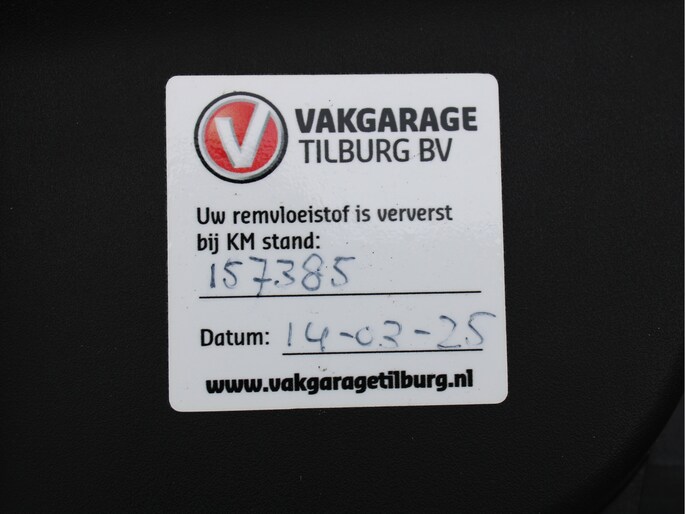 V VAKGARAGE
TILBURG BV
Uw remvloeistof is ververst
bij KM stand:
157385
Datum: 14-03-25
www.vakgaragetilburg.nl